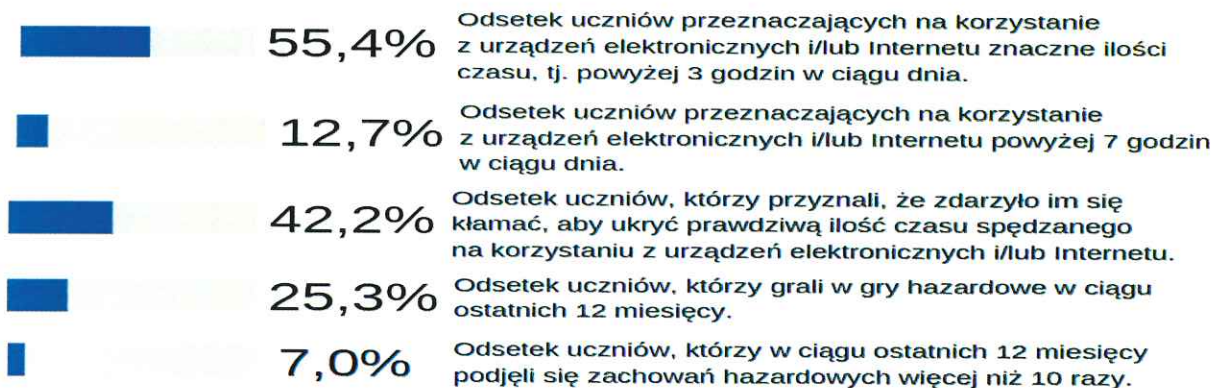 55,4%
Odsetek uczniów przeznaczających na korzystanie
z urządzeń elektronicznych i/lub Internetu znaczne ilości
czasu, tj. powyżej 3 godzin w ciągu dnia.
12,7%
Odsetek uczniów przeznaczających na korzystanie
z urządzeń elektronicznych i/lub Internetu powyżej 7 godzin
w ciągu dnia.
42,2%
Odsetek uczniów, którzy przyznali, że zdarzyło im się
kłamać, aby ukryć prawdziwą ilość czasu spędzanego
na korzystaniu z urządzeń elektronicznych i/lub Internetu.
25,3%
Odsetek uczniów, którzy grali w gry hazardowe w ciągu
ostatnich 12 miesięcy.
7,0%
Odsetek uczniów, którzy w ciągu ostatnich 12 miesięcy
podjęli się zachowań hazardowych więcej niż 10 razy.